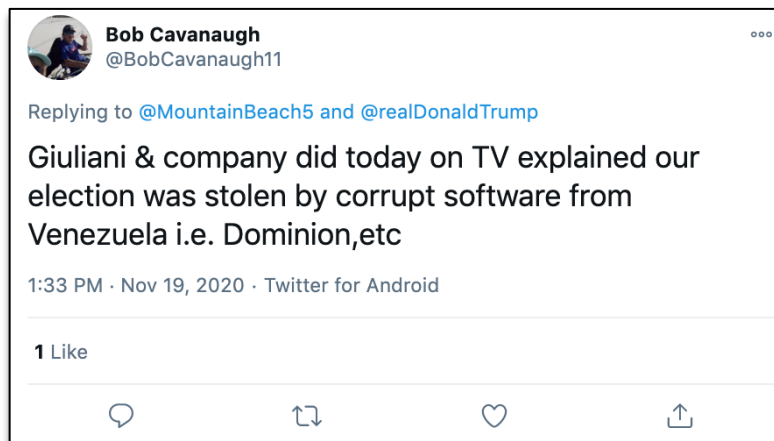 Bob Cavanaugh
@BobCavanaugh11
Replying to @MountainBeach5 and @realDonaldTrump
Giuliani & company did today on TV explained our
election was stolen by corrupt software from
Venezuela i.e. Dominion,etc
1:33 PM · Nov 19, 2020 · Twitter for Android
1 Like